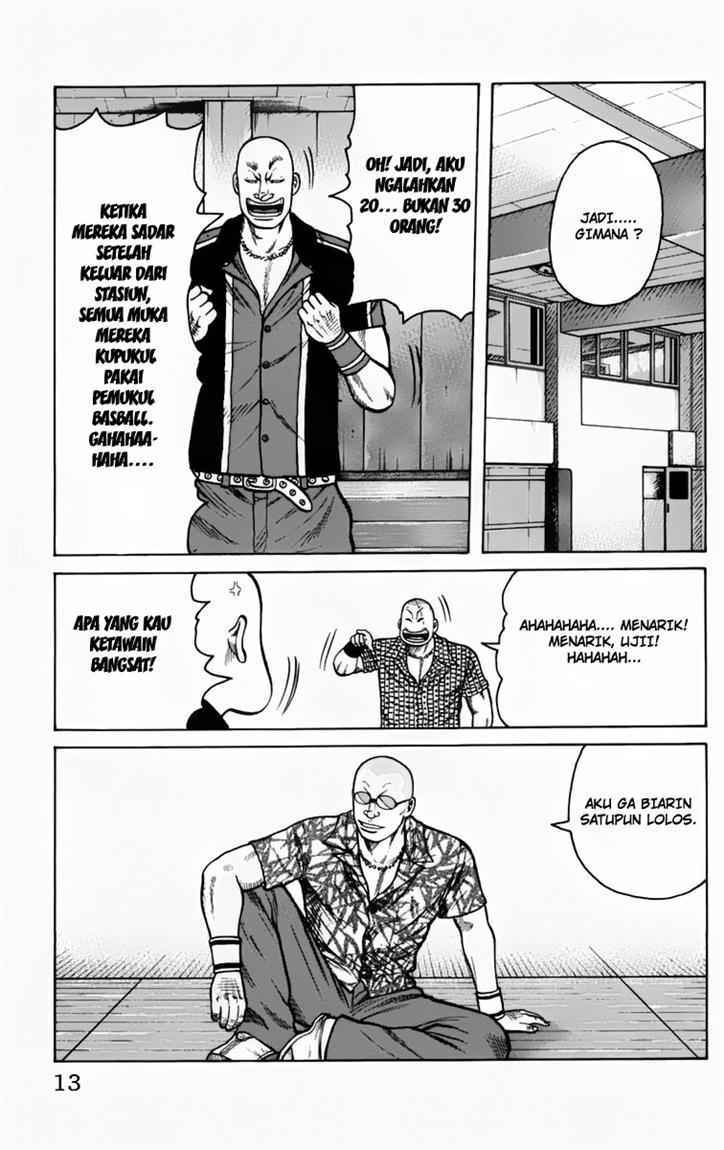 JADI.....
GIMANA ?
OH! JADI, AKU
NGALAHKAN
20... BUKAN 30
ORANG!
KETIKA
MEREKA SADAR
SETELAH
KELUAR DARI
STASIUN,
SEMUA MUKA
MEREKA
KUPUKUL
PAKAI
PEMUKUL
BASBALL.
GAHAHAA-
HAHA....
AHAHAHAHA.... MENARIK!
MENARIK, UJII!
HAHAHAH...
APA YANG KAU
KETAWAIN
BANGSAT!
AKU GA BIARIN
SATUPUN LOLOS.
13